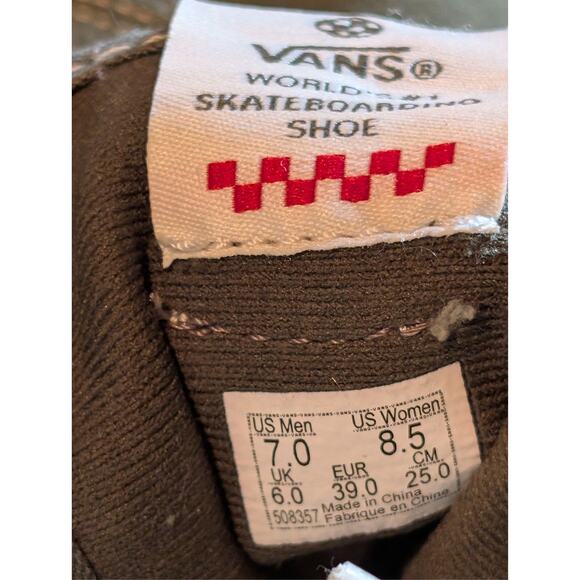 VANS®
WORLD'S #1
SKATEBOARDING
SHOE
US Men US Women
7.0 8.5
UK EUR CM
6.0 39.0 25.0
508357 Made in China
Fabrique en Chine